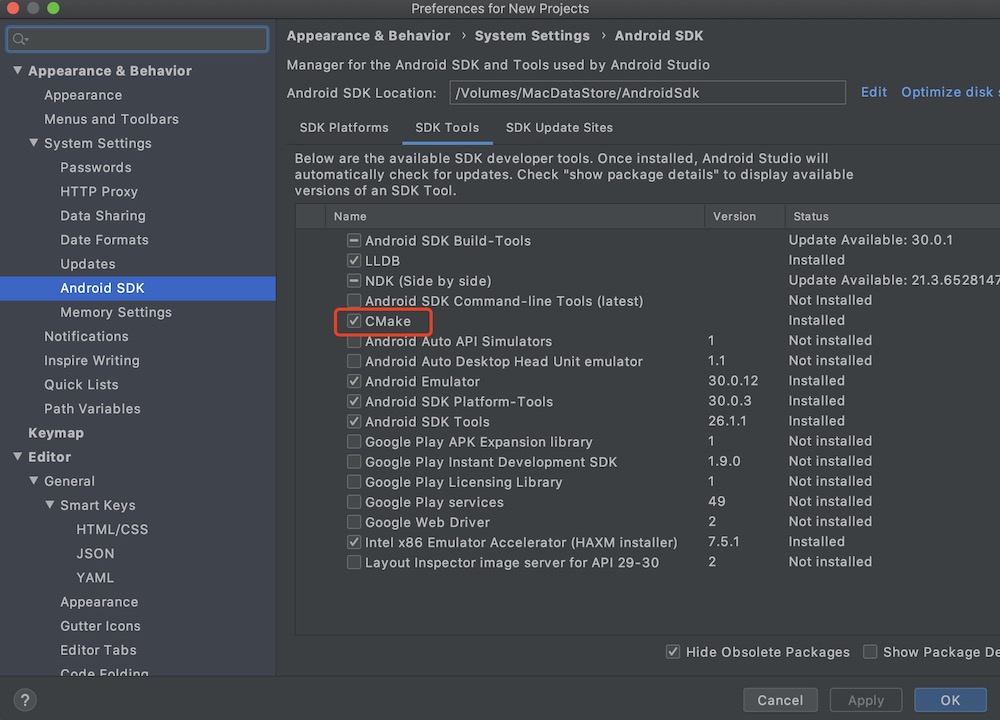 Preferences for New Projects
Appearance & Behavior
Appearance
Menus and Toolbars
System Settings
Passwords
HTTP Proxy
Data Sharing
Date Formats
Updates
Android SDK
Memory Settings
Notifications
Inspire Writing
Quick Lists
Path Variables
Keymap
Editor
General
Smart Keys
HTML/CSS
JSON
YAML
Appearance
Gutter Icons
Editor Tabs
Code Folding
Appearance & Behavior › System Settings › Android SDK
Manager for the Android SDK and Tools used by Android Studio
Android SDK Location: /Volumes/MacDataStore/AndroidSdk Edit Optimize disk s
SDK Platforms SDK Tools SDK Update Sites
Below are the available SDK developer tools. Once installed, Android Studio will
automatically check for updates. Check "show package details" to display available
versions of an SDK Tool.
Name Version Status
Android SDK Build-Tools Update Available: 30.0.1
LLDB Installed
NDK (Side by side) Update Available: 21.3.6528147
Android SDK Command-line Tools (latest) Not Installed
CMake Installed
Android Auto API Simulators 1 Not installed
Android Auto Desktop Head Unit emulator 1.1 Not installed
Android Emulator 30.0.12 Installed
Android SDK Platform-Tools 30.0.3 Installed
Android SDK Tools 26.1.1 Installed
Google Play APK Expansion library 1 Not installed
Google Play Instant Development SDK 1.9.0 Not installed
Google Play Licensing Library 1 Not installed
Google Play services 49 Not installed
Google Web Driver 2 Not installed
Intel x86 Emulator Accelerator (HAXM installer) 7.5.1 Installed
Layout Inspector image server for API 29-30 2 Not installed
Hide Obsolete Packages Show Package De
? Cancel Apply OK